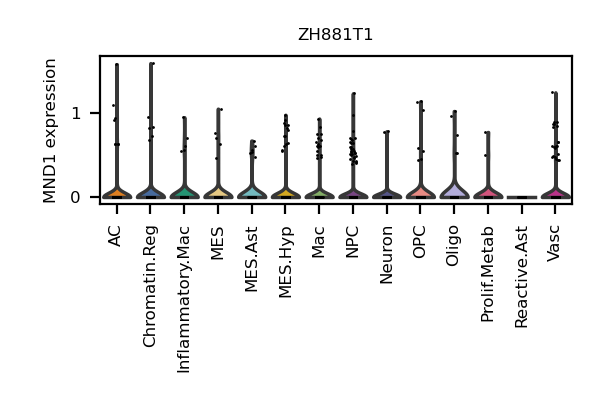 ZH881T1
MND1 expression
1
0
AC
Chromatin.Reg
Inflammatory.Mac
MES
MES.Ast
MES.Hyp
Mac
NPC
Neuron
OPC
Oligo
Prolif.Metab
Reactive.Ast
Vasc